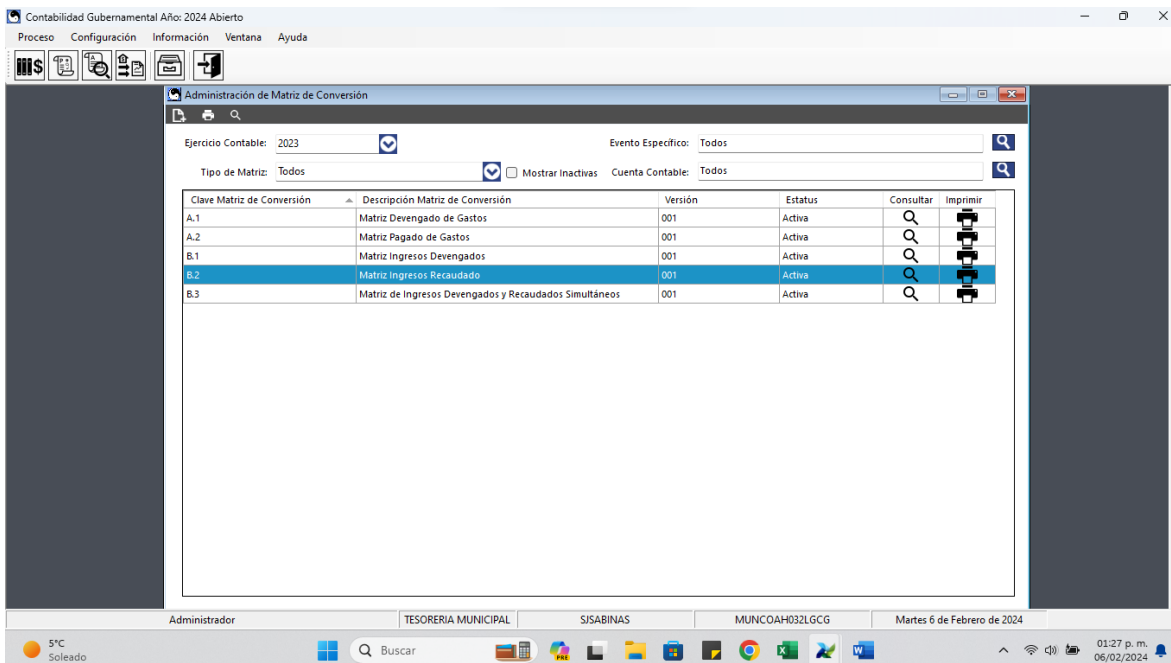 Contabilidad Gubernamental Año: 2024 Abierto
Proceso Configuración Información Ventana Ayuda
Administración de Matriz de Conversión
Ejercicio Contable: 2023 Evento Específico: Todos
Tipo de Matriz: Todos Mostrar Inactivas Cuenta Contable: Todos
Clave Matriz de Conversión Descripción Matriz de Conversión Versión Estatus Consultar Imprimir
A.1 Matriz Devengado de Gastos 001 Activa
A.2 Matriz Pagado de Gastos 001 Activa
B.1 Matriz Ingresos Devengados 001 Activa
B.2 Matriz Ingresos Recaudado 001 Activa
B.3 Matriz de Ingresos Devengados y Recaudados Simultáneos 001 Activa
Administrador TESORERIA MUNICIPAL SJSABINAS MUNCOAH032LGCG Martes 6 de Febrero de 2024
5°C
Soleado
Buscar
PRE
01:27 p. m.
06/02/2024